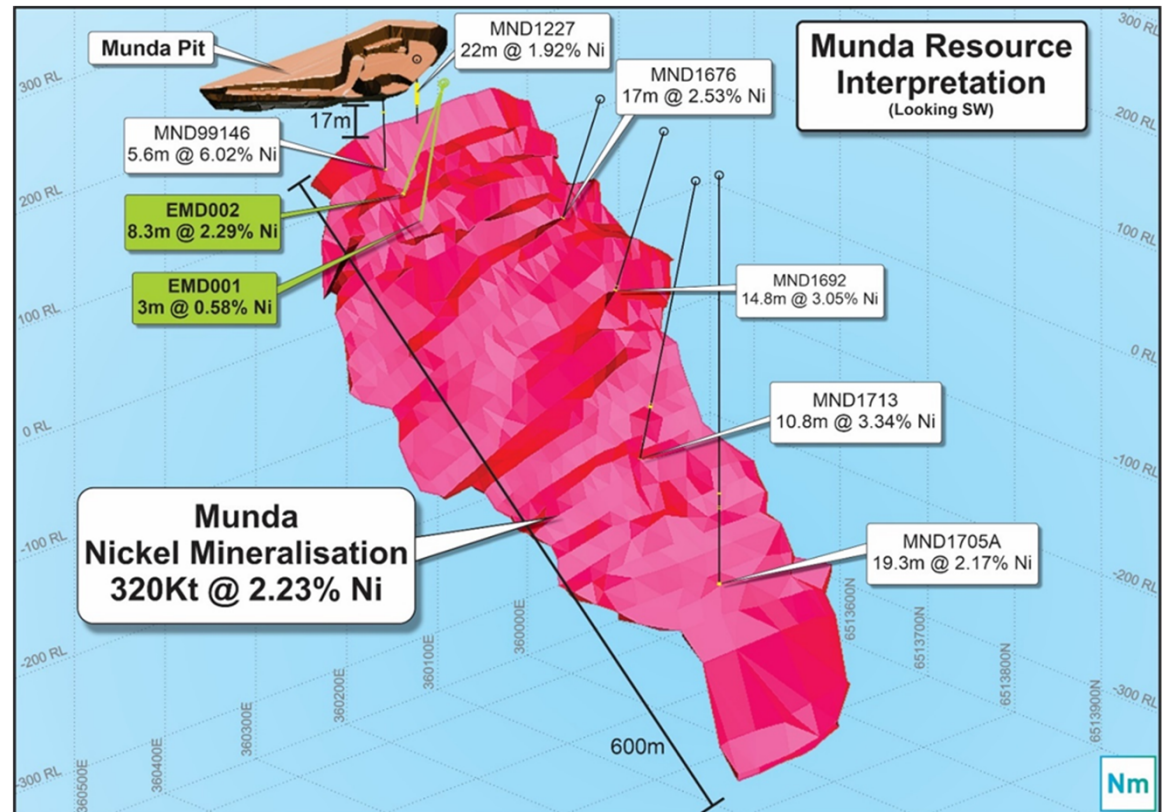 Munda Resource
Interpretation
(Looking SW)
Munda Pit
MND1227
22m @ 1.92% Ni
MND1676
17m @ 2.53% Ni
17m
MND99146
5.6m @ 6.02% Ni
EMD002
8.3m @ 2.29% Ni
EMD001
3m @ 0.58% Ni
MND1692
14.8m @ 3.05% Ni
MND1713
10.8m @ 3.34% Ni
MND1705A
19.3m @ 2.17% Ni
Munda
Nickel Mineralisation
320Kt @ 2.23% Ni
600m
300 RL
200 RL
100 RL
0 RL
-100 RL
-200 RL
-300 RL
300 RL
200 RL
100 RL
0 RL
-100 RL
-200 RL
-300 RL
360500E
360400E
360300E
360200E
360100E
360000E
6513600N
6513700N
6513800N
6513900N
Nm